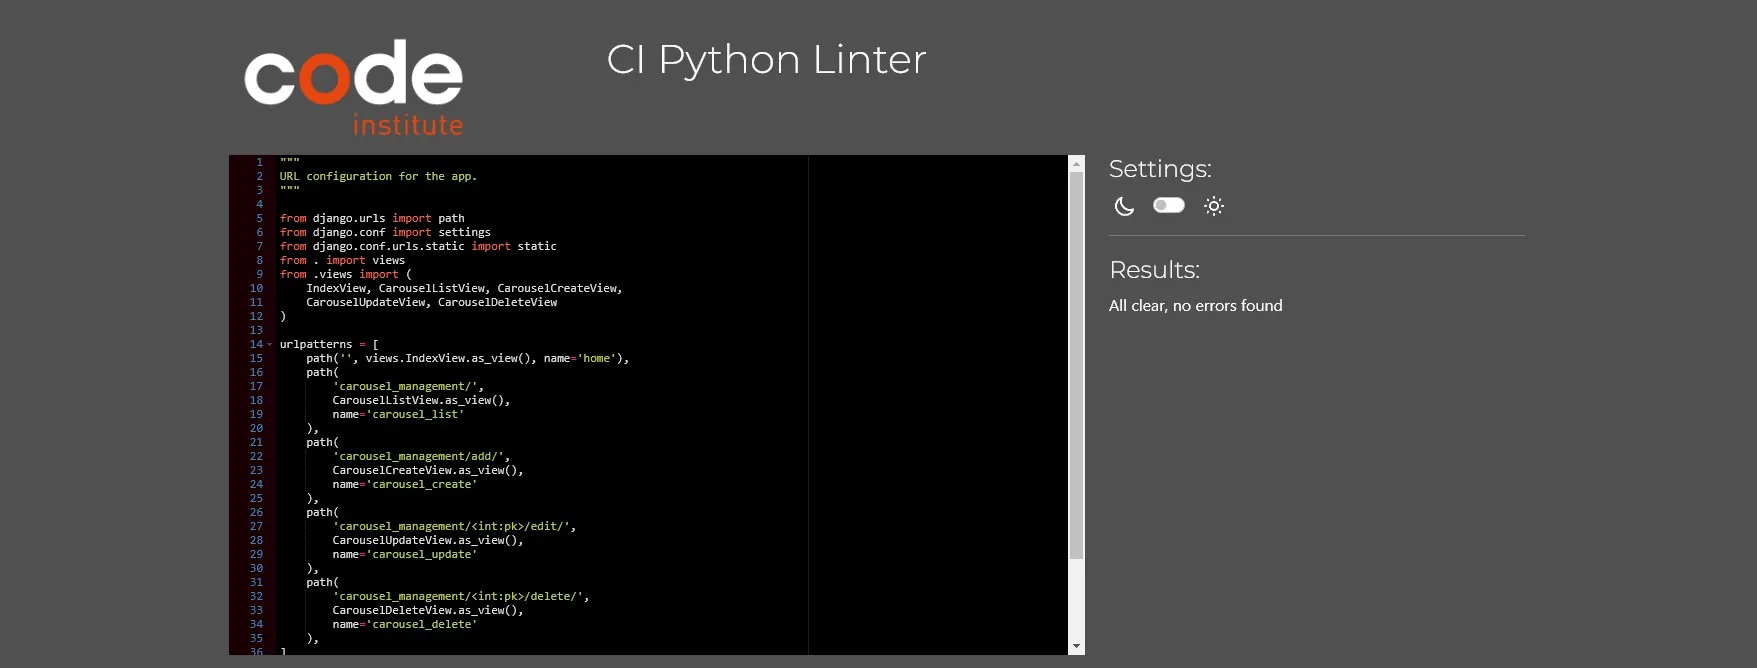 code
institute
CI Python Linter
1 """
2 URL configuration for the app.
3 """
4
5 from django.urls import path
6 from django.conf import settings
7 from django.conf.urls.static import static
8 from . import views
9 from .views import (
10     IndexView, CarouselListView, CarouselCreateView,
11     CarouselUpdateView, CarouselDeleteView
12 )
13
14 urlpatterns = [
15     path('', views.IndexView.as_view(), name='home'),
16     path(
17         'carousel_management/',
18         CarouselListView.as_view(),
19         name='carousel_list'
20     ),
21     path(
22         'carousel_management/add/',
23         CarouselCreateView.as_view(),
24         name='carousel_create'
25     ),
26     path(
27         'carousel_management/<int:pk>/edit/',
28         CarouselUpdateView.as_view(),
29         name='carousel_update'
30     ),
31     path(
32         'carousel_management/<int:pk>/delete/',
33         CarouselDeleteView.as_view(),
34         name='carousel_delete'
35     ),
36 ]
Settings:
Results:
All clear, no errors found